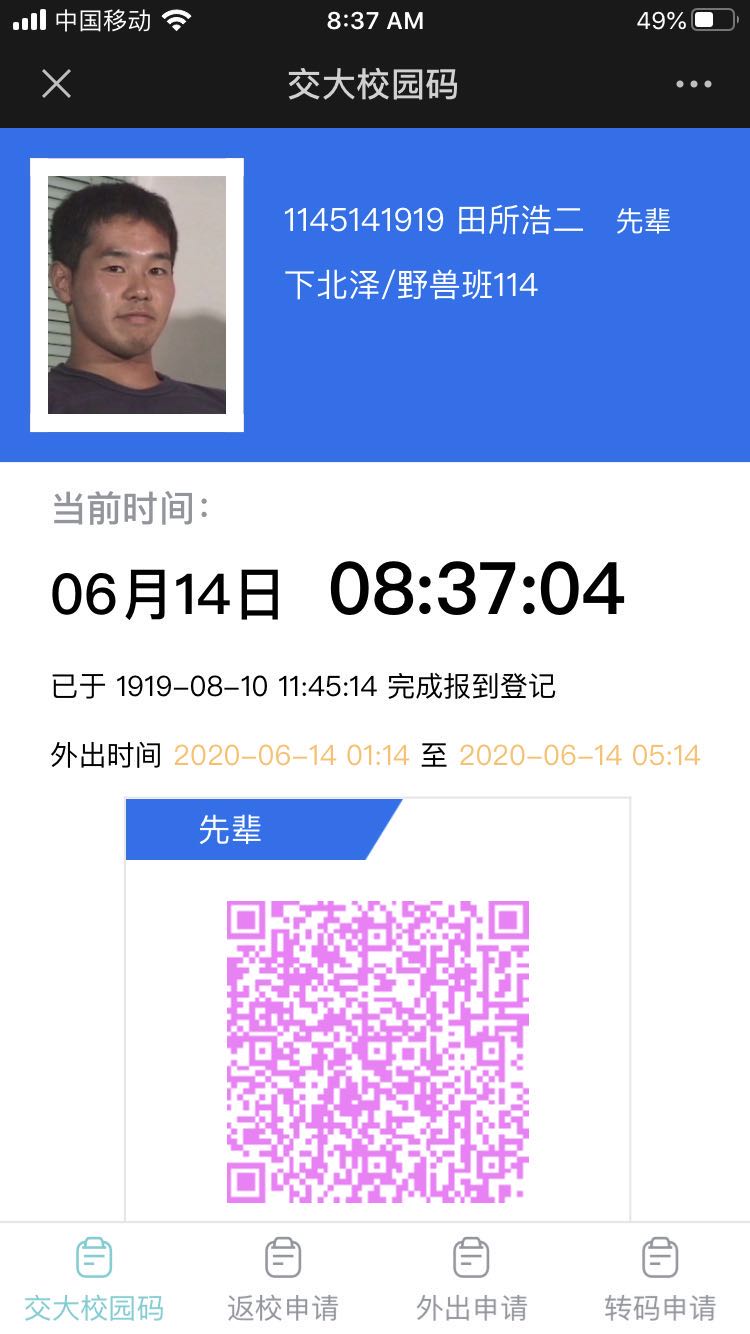 中国移动 8:37 AM 49%
交大校园码
1145141919 田所浩二 先辈
下北泽/野兽班114
当前时间：
06月14日 08:37:04
已于 1919-08-10 11:45:14 完成报到登记
外出时间 2020-06-14 01:14 至 2020-06-14 05:14
先辈
交大校园码 返校申请 外出申请 转码申请